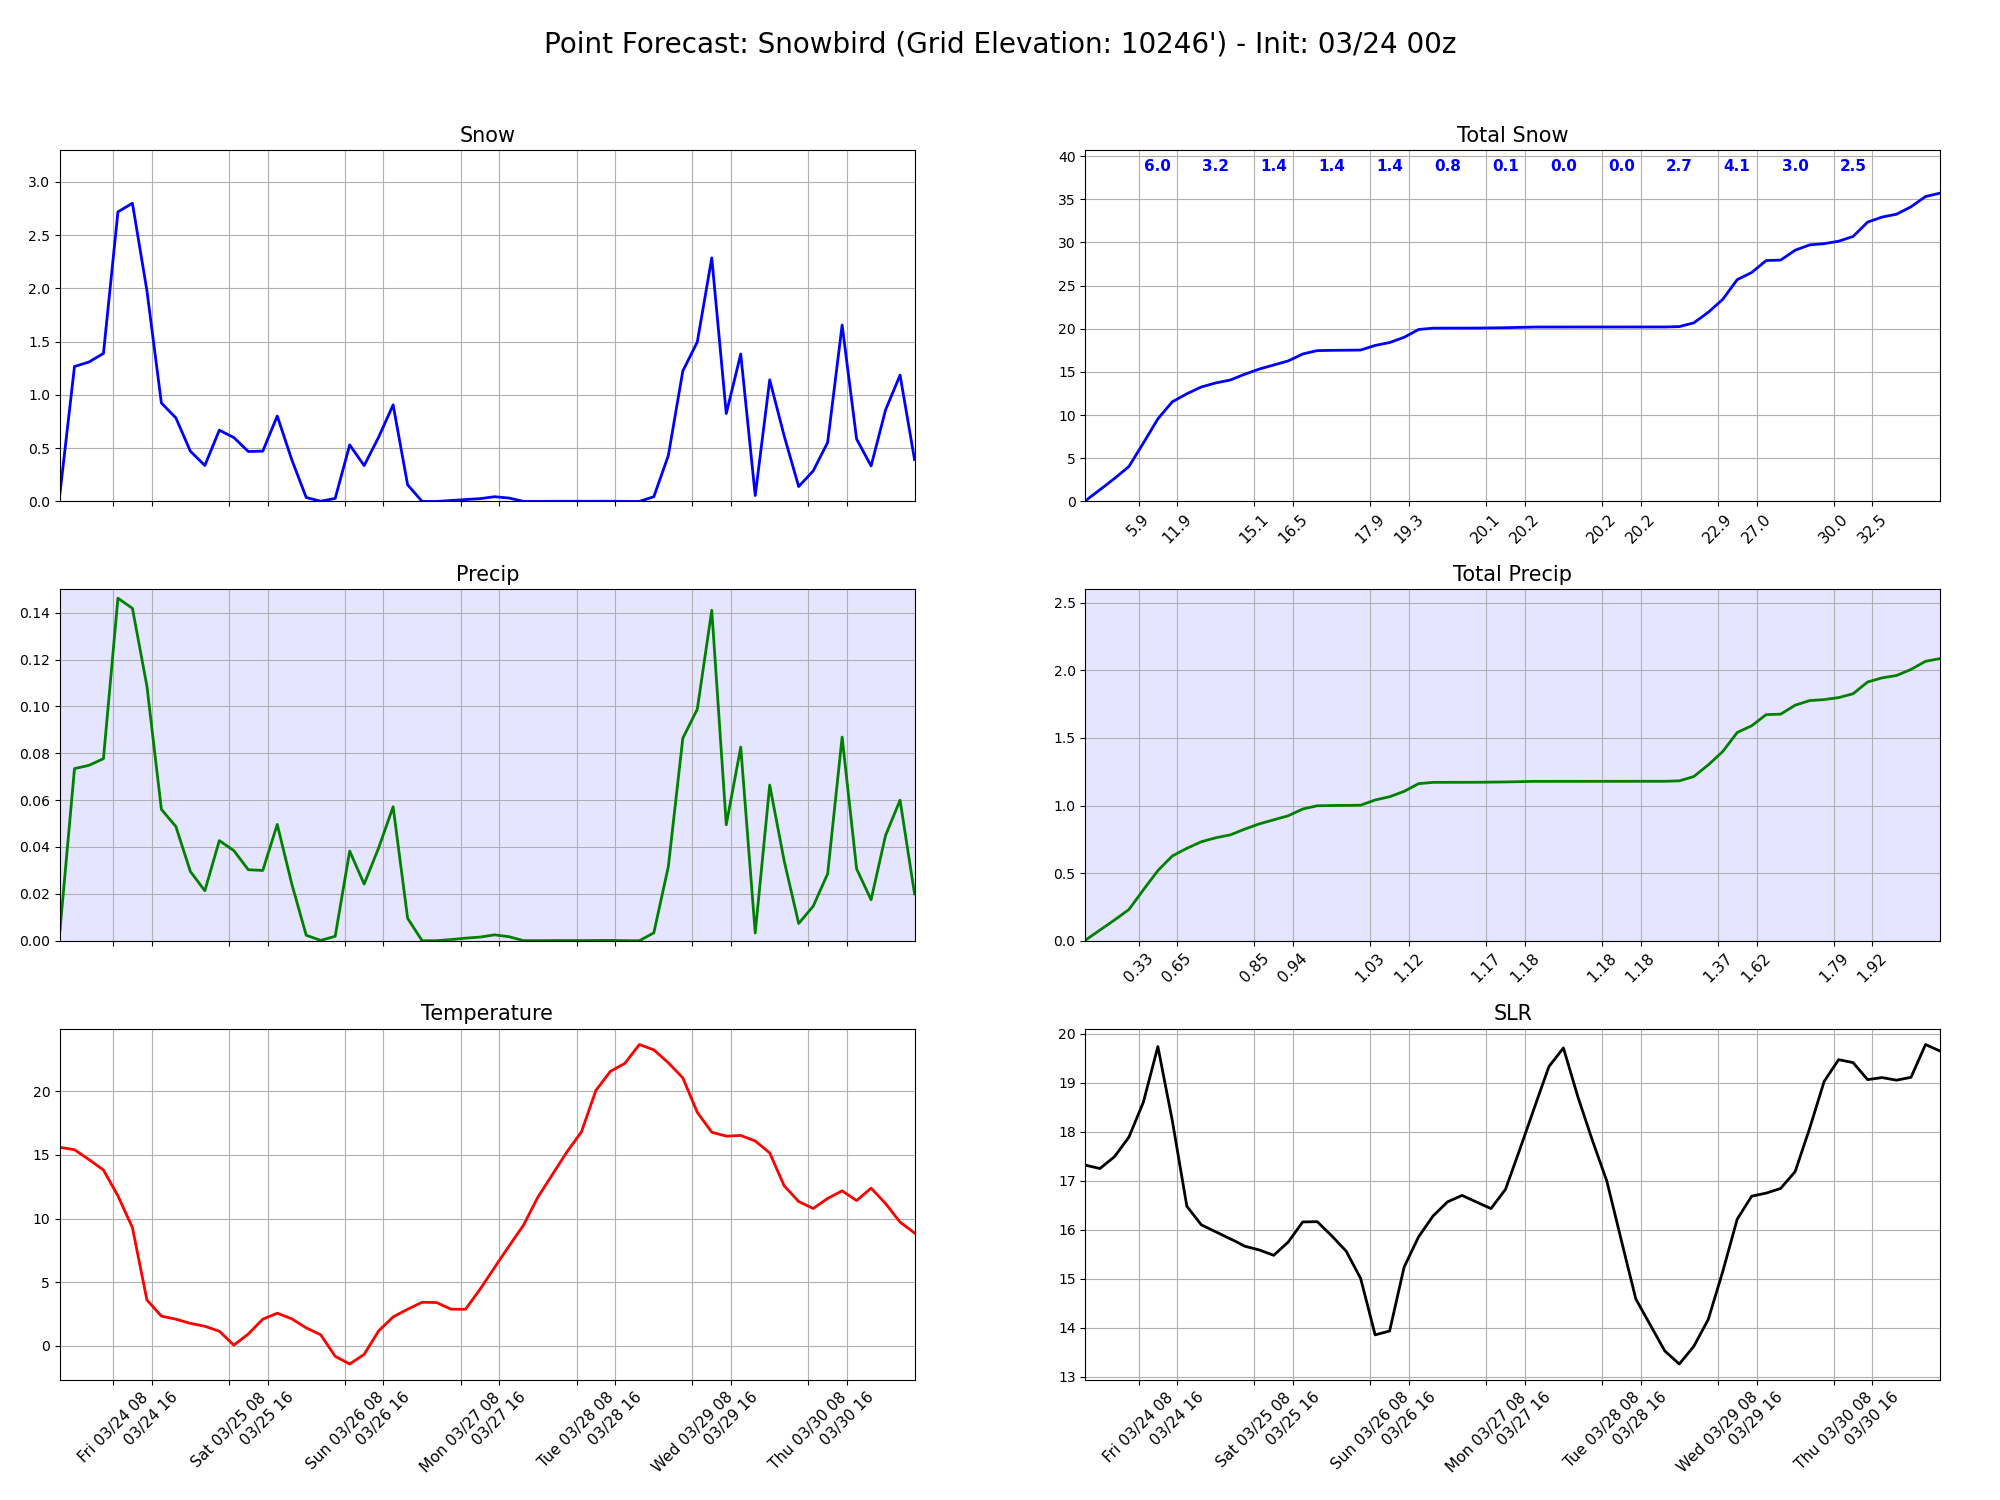 Point Forecast: Snowbird (Grid Elevation: 10246') - Init: 03/24 00z
Snow
3.0
2.5
2.0
1.5
1.0
0.5
0.0
Total Snow
6.0 3.2 1.4 1.4 1.4 0.8 0.1 0.0 0.0 2.7 4.1 3.0 2.5
40
35
30
25
20
15
10
5
0
5.9 11.9 15.1 16.5 17.9 19.3 20.1 20.2 20.2 20.2 22.9 27.0 30.0 32.5
Precip
0.14
0.12
0.10
0.08
0.06
0.04
0.02
0.00
Total Precip
2.5
2.0
1.5
1.0
0.5
0.0
0.33 0.65 0.85 0.94 1.03 1.12 1.17 1.18 1.18 1.18 1.37 1.62 1.79 1.92
Temperature
20
15
10
5
0
Fri 03/24 08
03/24 16
Sat 03/25 08
03/25 16
Sun 03/26 08
03/26 16
Mon 03/27 08
03/27 16
Tue 03/28 08
03/28 16
Wed 03/29 08
03/29 16
Thu 03/30 08
03/30 16
SLR
20
19
18
17
16
15
14
13
Fri 03/24 08
03/24 16
Sat 03/25 08
03/25 16
Sun 03/26 08
03/26 16
Mon 03/27 08
03/27 16
Tue 03/28 08
03/28 16
Wed 03/29 08
03/29 16
Thu 03/30 08
03/30 16